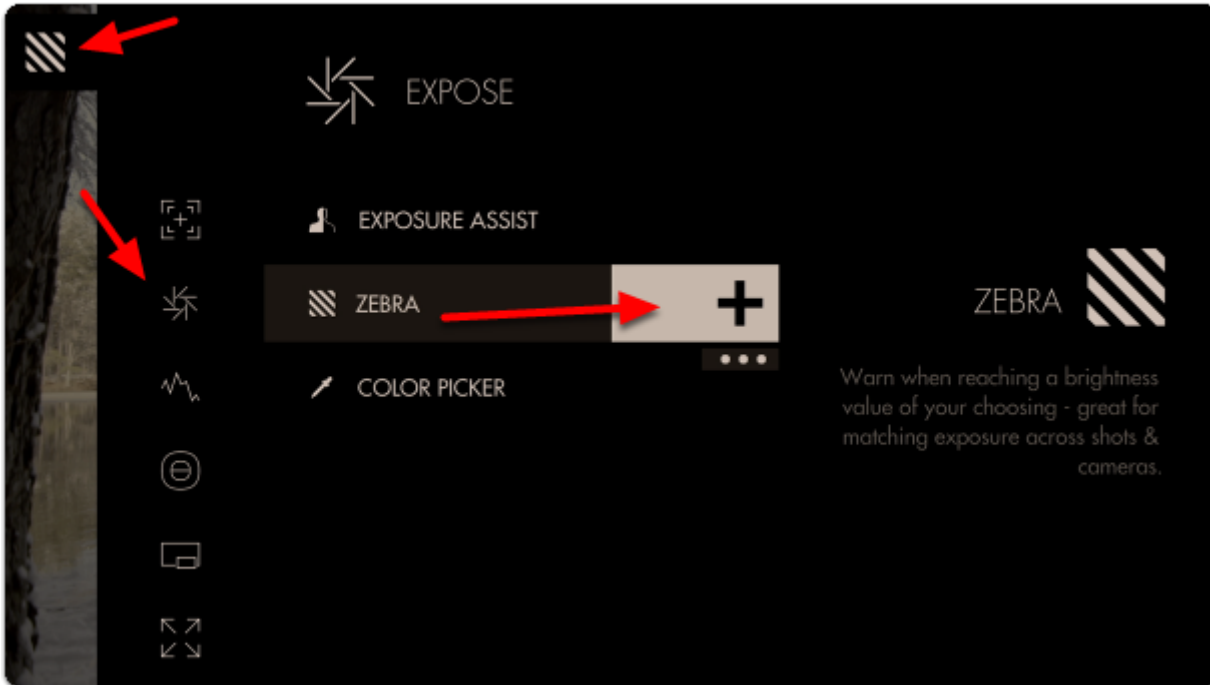 EXPOSE
EXPOSURE ASSIST
ZEBRA
COLOR PICKER
ZEBRA
Warn when reaching a brightness
value of your choosing - great for
matching exposure across shots &
cameras.